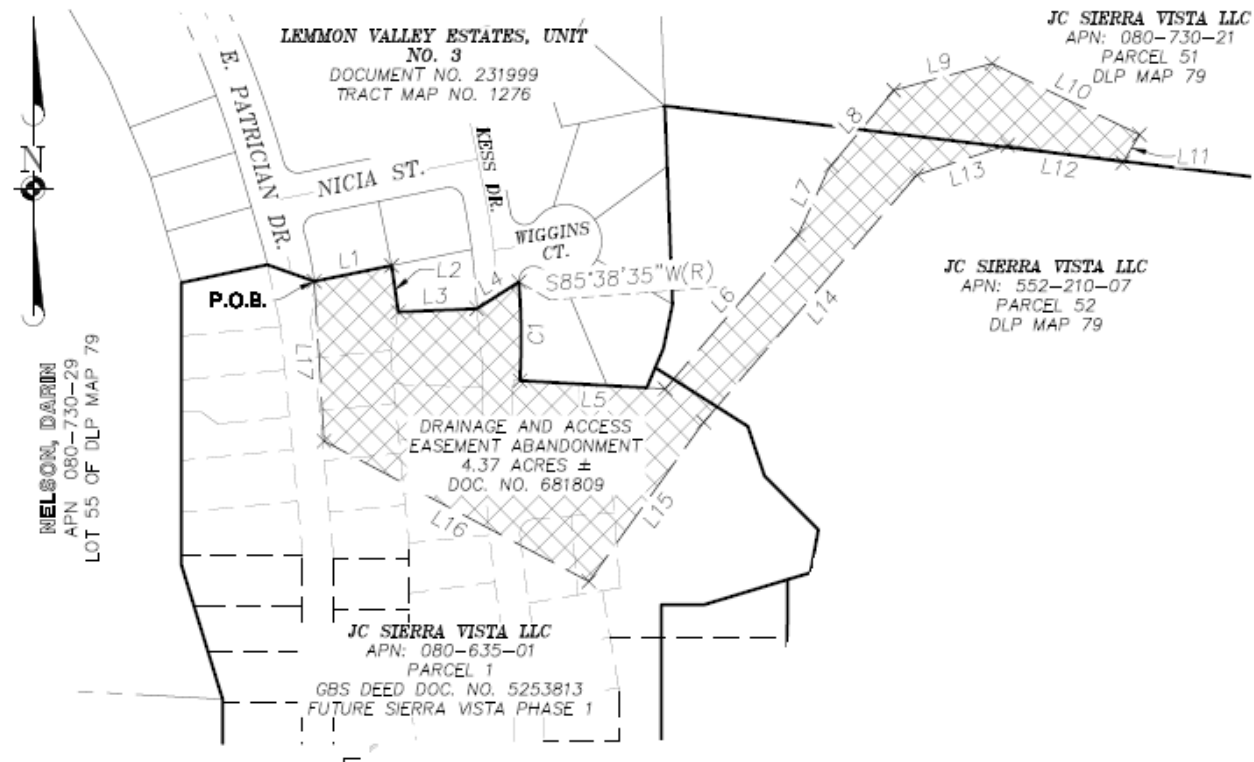 LEMMON VALLEY ESTATES, UNIT
NO. 3
DOCUMENT NO. 231999
TRACT MAP NO. 1276
JC SIERRA VISTA LLC
APN: 080-730-21
PARCEL 51
DLP MAP 79
E. PATRICIAN DR.
NICIA ST.
KESS DR.
WIGGINS
CT.
S85°38'35"W(R)
N
P.O.B.
L1
L2
L3
L4
C1
L5
L6
L7
L8
L9
L10
L11
L12
L13
L14
L15
L16
L17
JC SIERRA VISTA LLC
APN: 552-210-07
PARCEL 52
DLP MAP 79
NELSON, DARIN
APN 080-730-29
LOT 55 OF DLP MAP 79
DRAINAGE AND ACCESS
EASEMENT ABANDONMENT
4.37 ACRES ±
DOC. NO. 681809
JC SIERRA VISTA LLC
APN: 080-635-01
PARCEL 1
GBS DEED DOC. NO. 5253813
FUTURE SIERRA VISTA PHASE 1